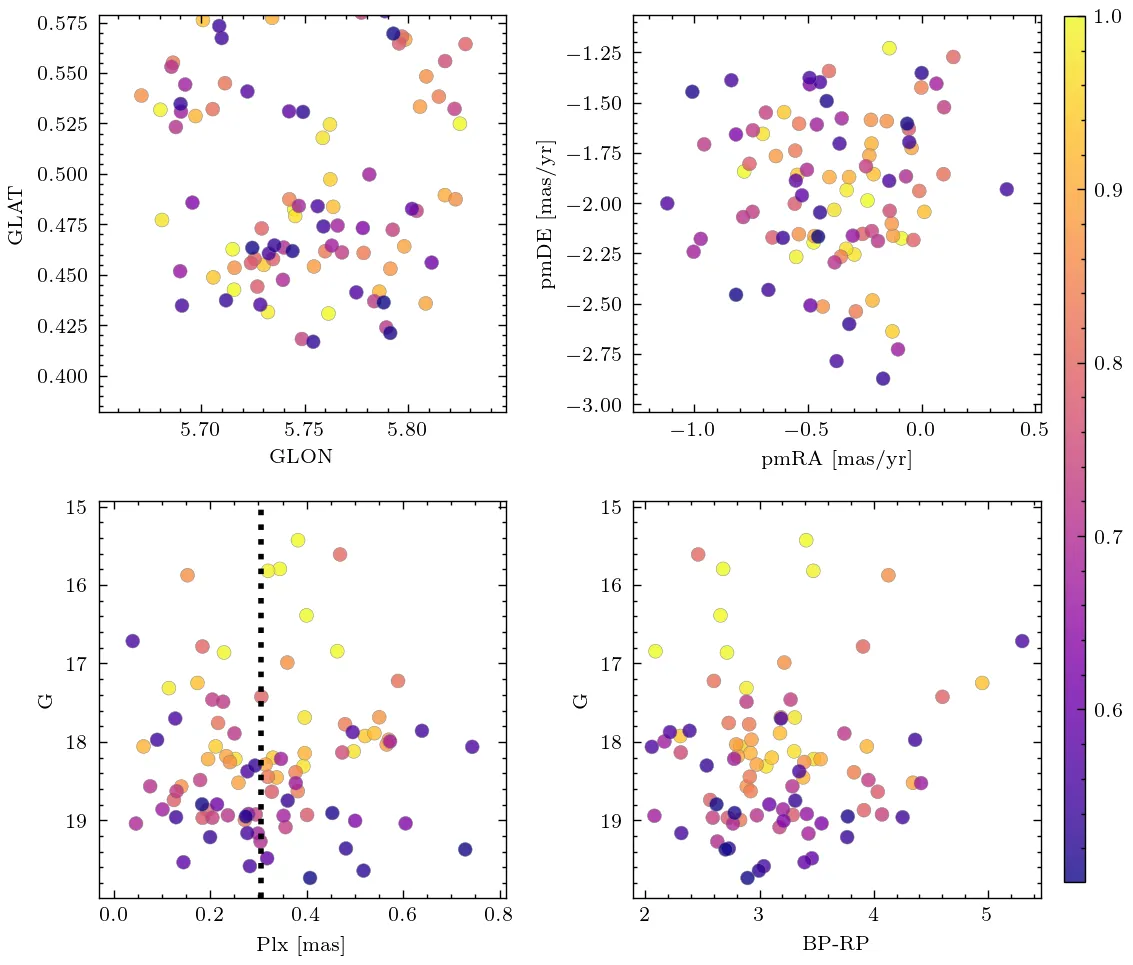 0.575
0.550
0.525
0.500
0.475
0.450
0.425
0.400
GLAT
5.70 5.75 5.80
GLON
−1.25
−1.50
−1.75
−2.00
−2.25
−2.50
−2.75
−3.00
pmDE [mas/yr]
−1.0 −0.5 0.0 0.5
pmRA [mas/yr]
1.0
0.9
0.8
0.7
0.6
15
16
17
18
19
G
0.0 0.2 0.4 0.6 0.8
Plx [mas]
15
16
17
18
19
G
2 3 4 5
BP-RP